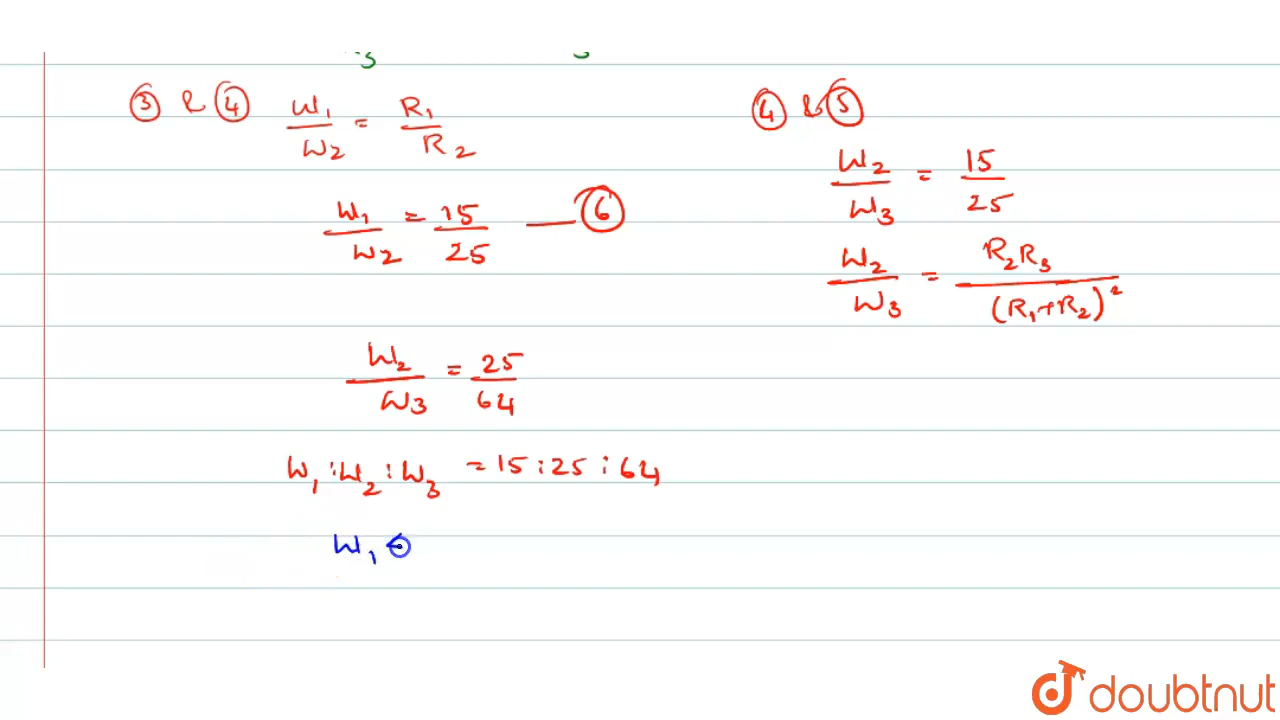 ③ & ④ W₁/W₂ = R₁/R₂
W₁/W₂ = 15/25 — ⑥
W₂/W₃ = 25/64
W₁ : W₂ : W₃ = 15 : 25 : 64
W₁ <
④ & ⑤
W₂/W₃ = 15/25
W₂/W₃ = R₂R₃/(R₁+R₂)²
doubtnut